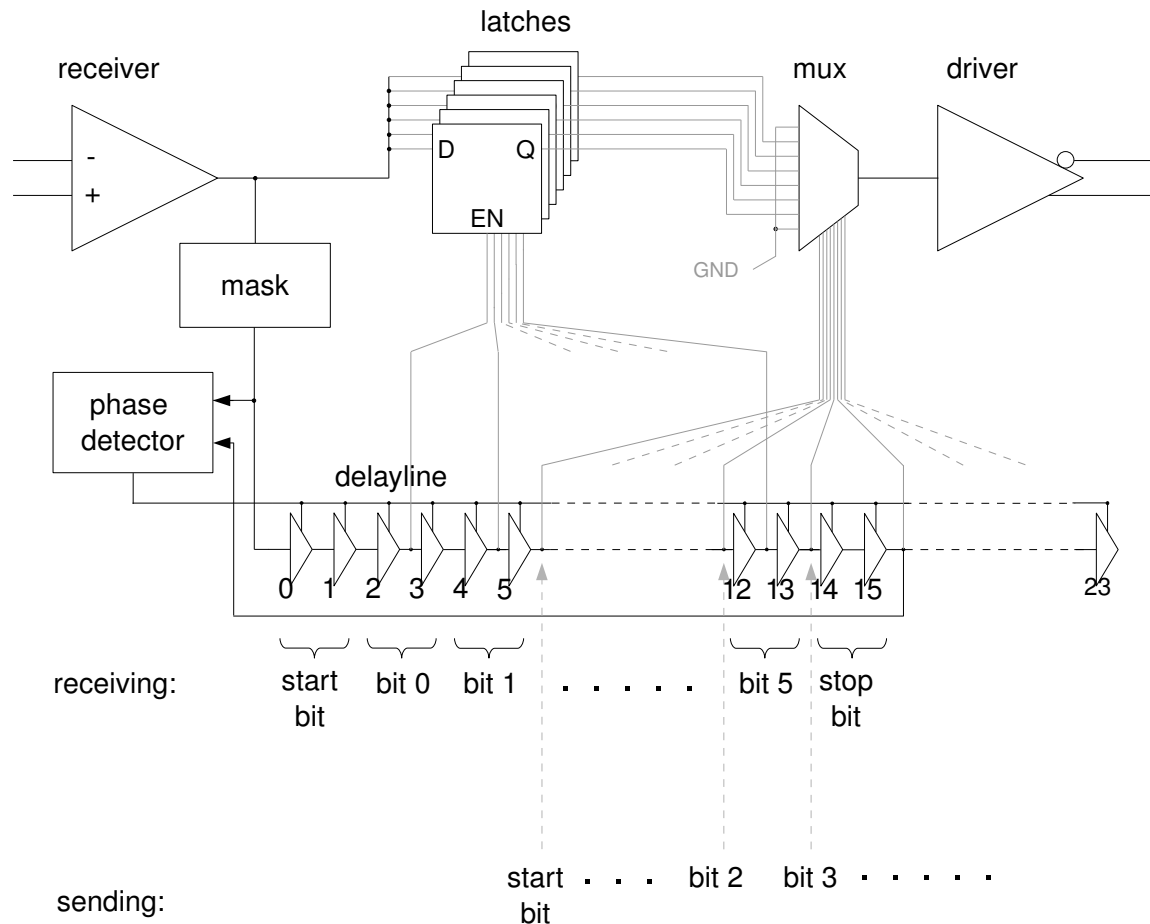 latches
receiver
mux
driver
-
+
D
Q
EN
GND
mask
phase
detector
delayline
0 1 2 3 4 5 12 13 14 15 23
receiving:
start
bit
bit 0
bit 1
. . . . .
bit 5
stop
bit
sending:
start
bit
. . .
bit 2
bit 3
. . . . .